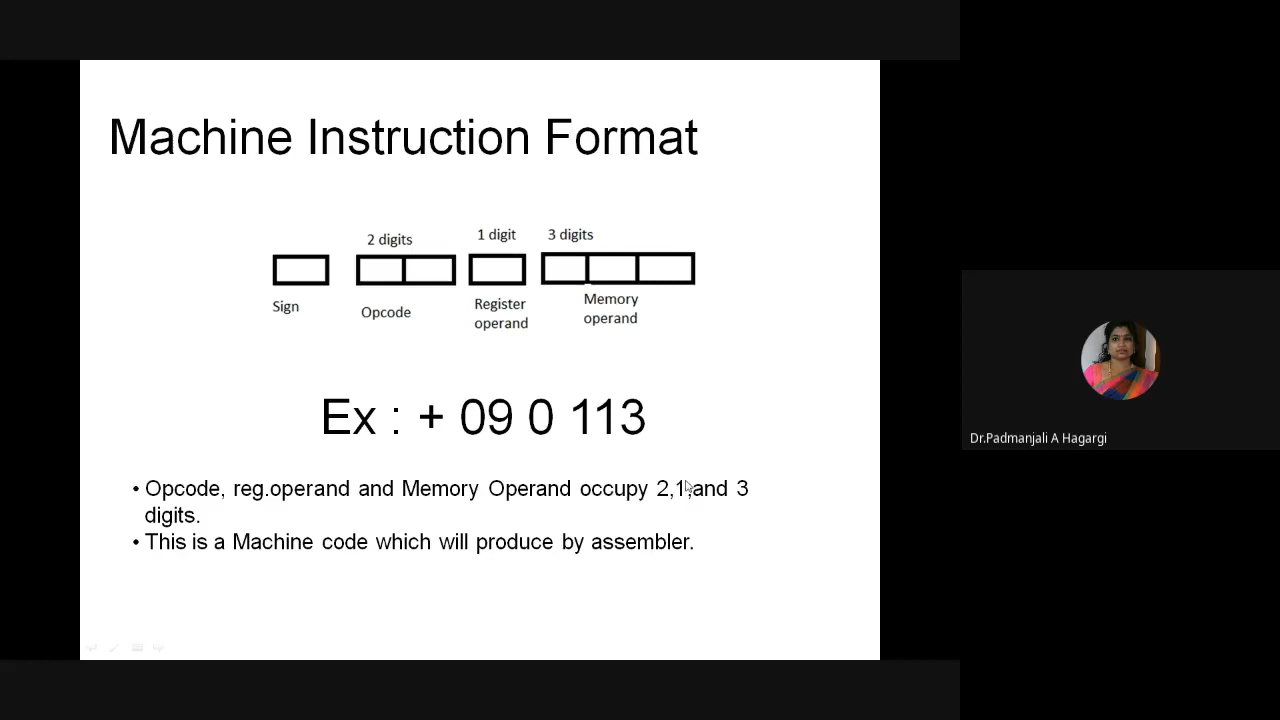 Machine Instruction Format
2 digits
1 digit
3 digits
Sign
Opcode
Register
operand
Memory
operand
Ex : + 09 0 113
• Opcode, reg.operand and Memory Operand occupy 2,1,and 3
digits.
• This is a Machine code which will produce by assembler.
Dr.Padmanjali A Hagargi